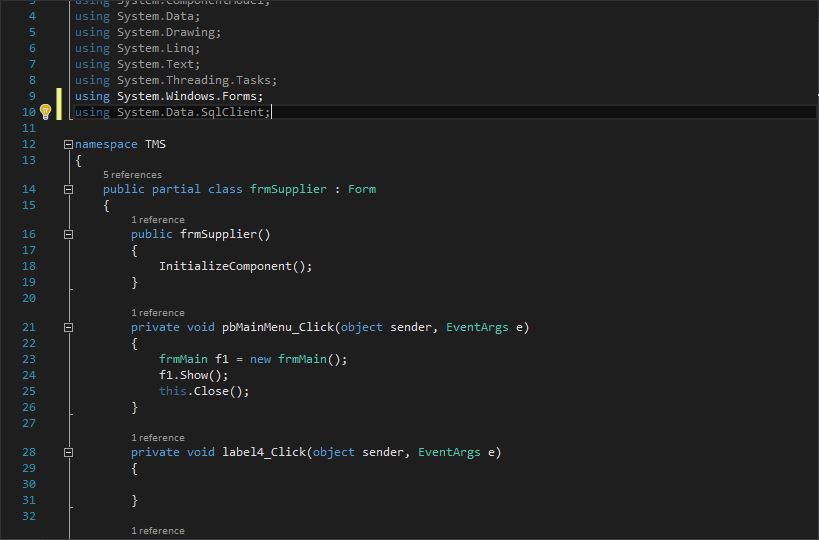 3 using System.ComponentModel;
4 using System.Data;
5 using System.Drawing;
6 using System.Linq;
7 using System.Text;
8 using System.Threading.Tasks;
9 using System.Windows.Forms;
10 using System.Data.SqlClient;
11
12 namespace TMS
13 {
5 references
14 public partial class frmSupplier : Form
15 {
1 reference
16 public frmSupplier()
17 {
18 InitializeComponent();
19 }
20
1 reference
21 private void pbMainMenu_Click(object sender, EventArgs e)
22 {
23 frmMain f1 = new frmMain();
24 f1.Show();
25 this.Close();
26 }
27
1 reference
28 private void label4_Click(object sender, EventArgs e)
29 {
30
31 }
32
1 reference